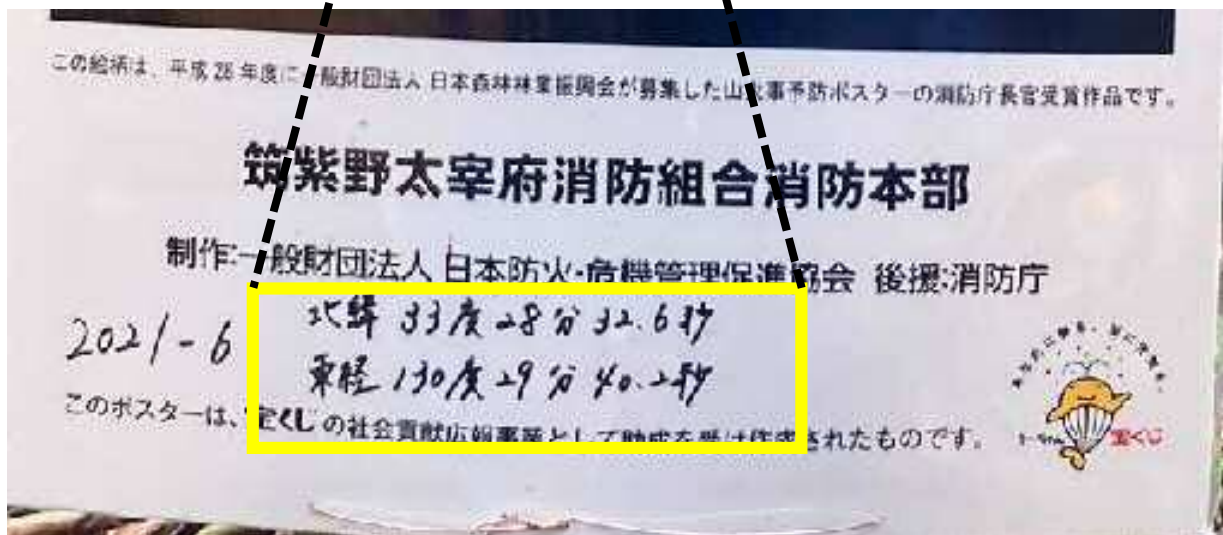 この絵柄は、平成28年度に一般財団法人 日本森林林業振興会が募集した山火事予防ポスターの消防庁長官受賞作品です。
筑紫野太宰府消防組合消防本部
制作:一般財団法人 日本防火・危機管理促進協会 後援:消防庁
2021-6
北緯 33度28分32.6秒
東経 130度29分40.2秒
このポスターは、宝くじの社会貢献広報事業として助成を受け作成されたものです。
宝くじ